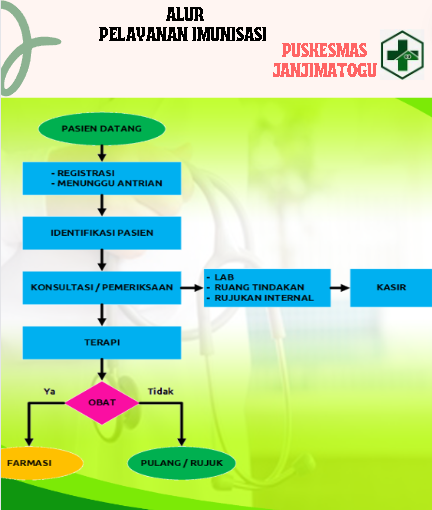 ALUR
PELAYANAN IMUNISASI
PUSKESMAS
JANJIMATOGU
PASIEN DATANG
- REGISTRASI
- MENUNGGU ANTRIAN
IDENTIFIKASI PASIEN
KONSULTASI / PEMERIKSAAN
- LAB
- RUANG TINDAKAN
- RUJUKAN INTERNAL
KASIR
TERAPI
Ya
Tidak
OBAT
FARMASI
PULANG / RUJUK